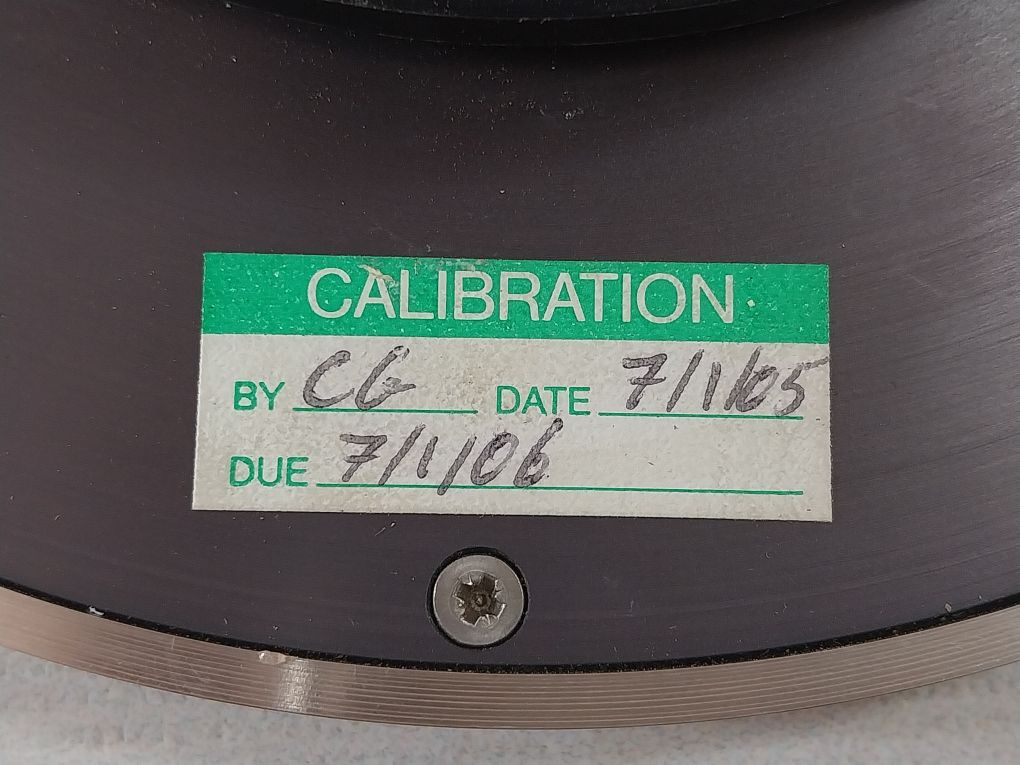 CALIBRATION
BY CG DATE 7/1/05
DUE 7/1/06